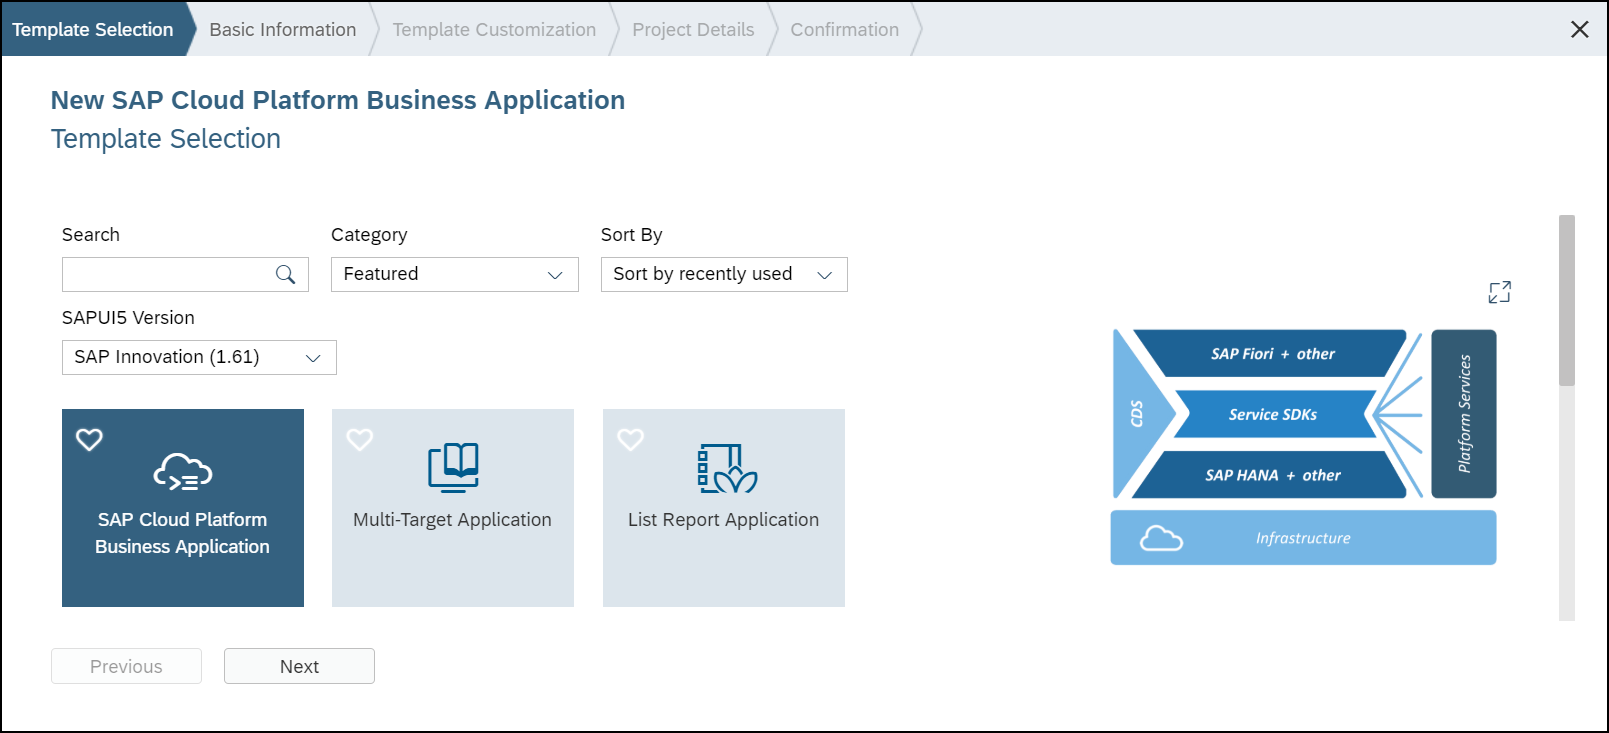 Template Selection
Basic Information
Template Customization
Project Details
Confirmation
New SAP Cloud Platform Business Application
Template Selection
Search
Category
Sort By
Featured
Sort by recently used
SAPUI5 Version
SAP Innovation (1.61)
SAP Cloud Platform
Business Application
Multi-Target Application
List Report Application
CDS
SAP Fiori + other
Service SDKs
SAP HANA + other
Platform Services
Infrastructure
Previous
Next